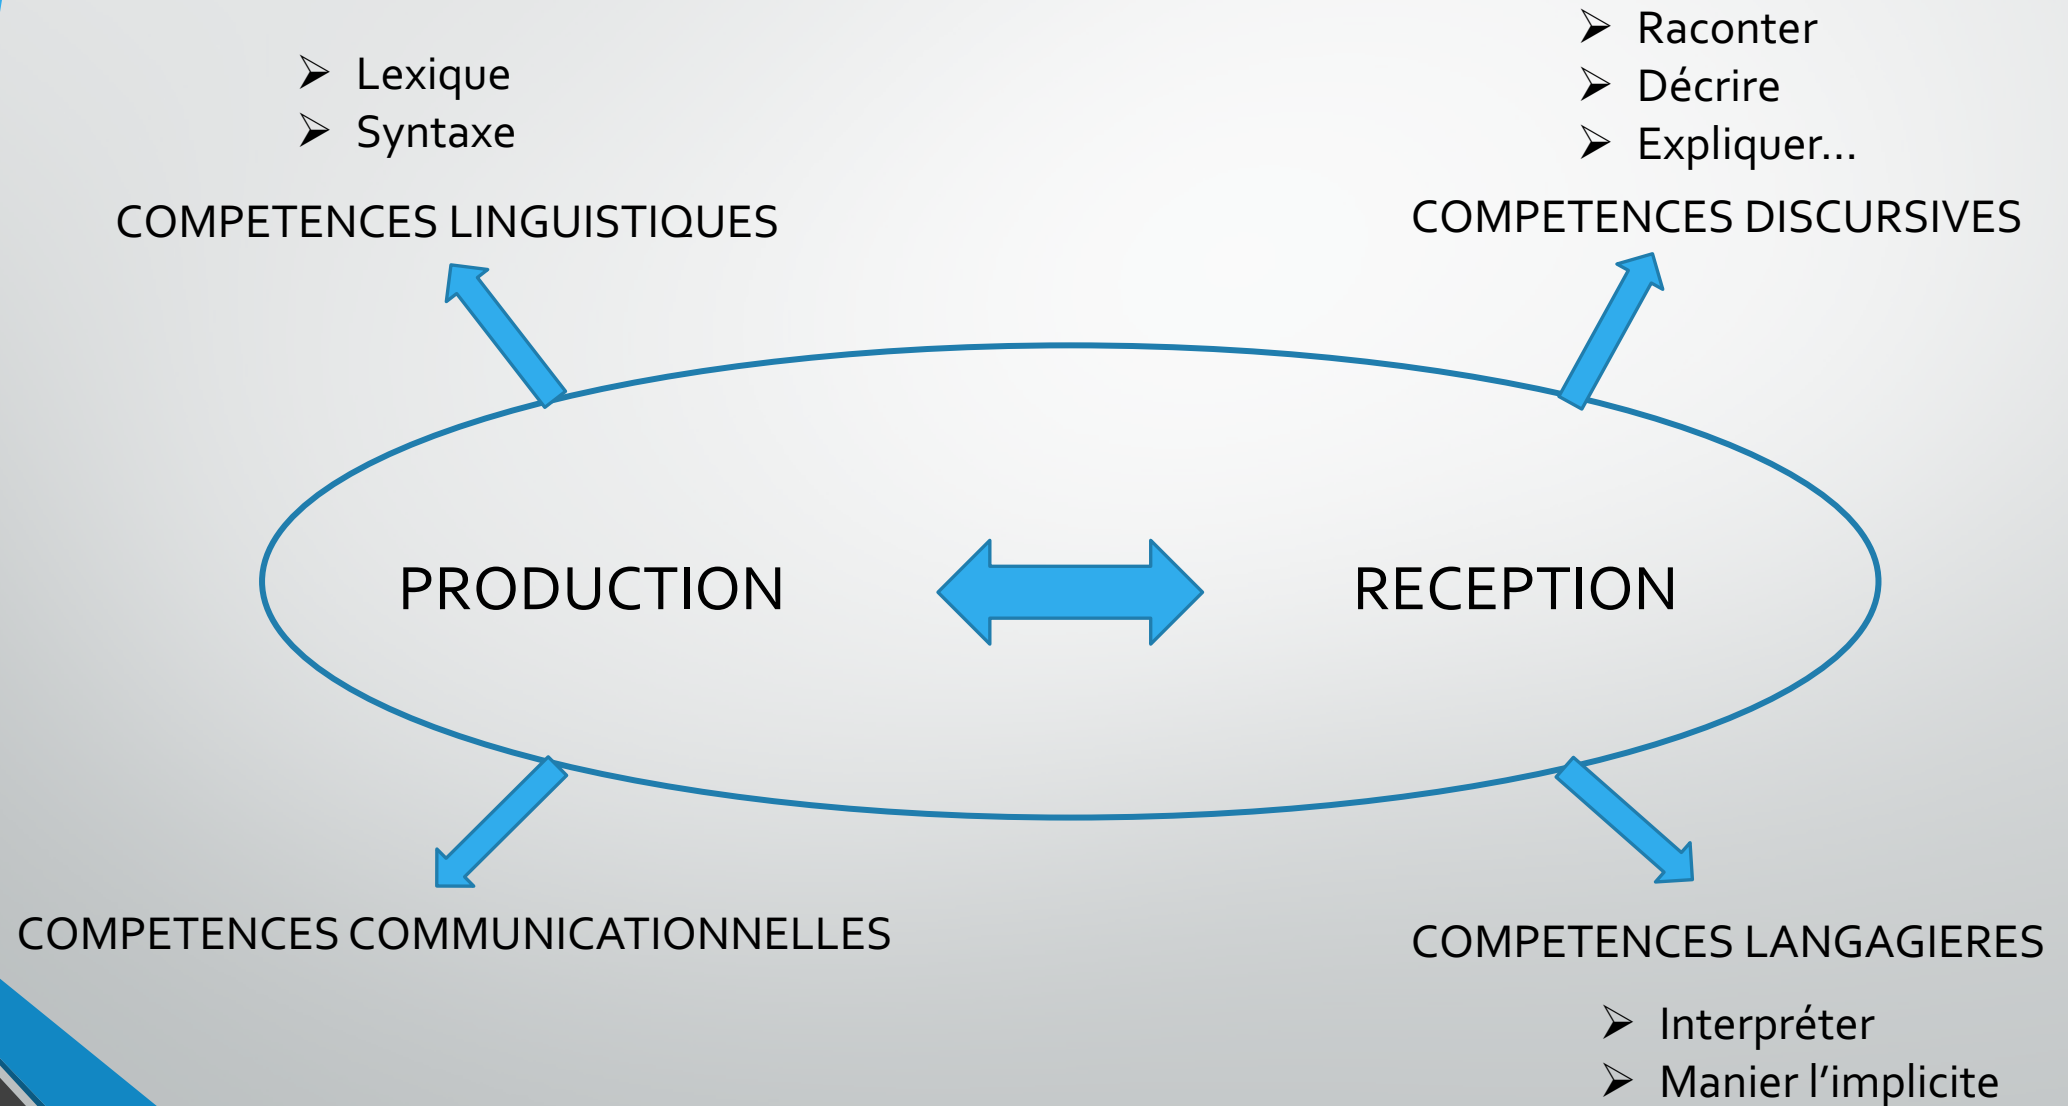 ➢ Lexique
➢ Syntaxe
COMPETENCES LINGUISTIQUES
➢ Raconter
➢ Décrire
➢ Expliquer...
COMPETENCES DISCURSIVES
PRODUCTION
RECEPTION
COMPETENCES COMMUNICATIONNELLES
COMPETENCES LANGAGIERES
➢ Interpréter
➢ Manier l’implicite